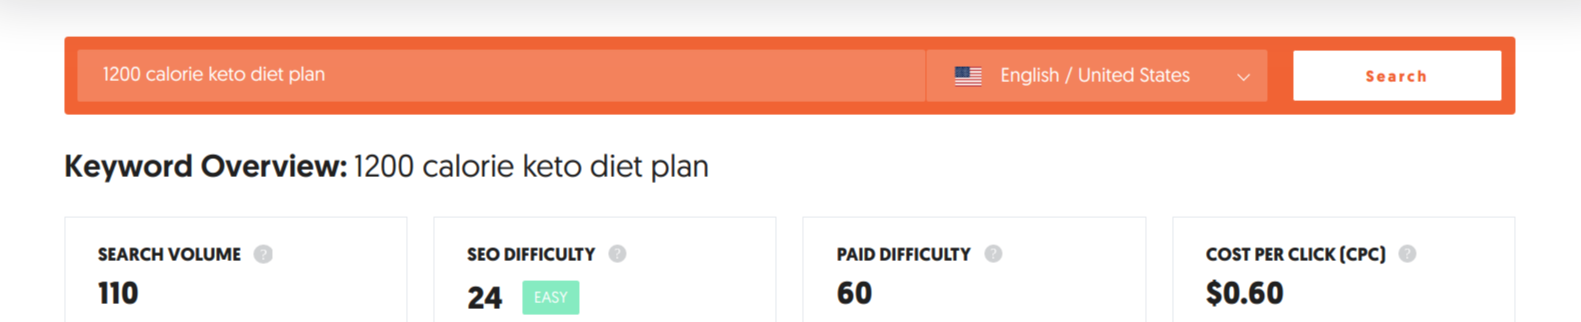 1200 calorie keto diet plan English / United States Search
Keyword Overview: 1200 calorie keto diet plan
SEARCH VOLUME ? SEO DIFFICULTY ? PAID DIFFICULTY ? COST PER CLICK (CPC) ?
110 24 EASY 60 $0.60